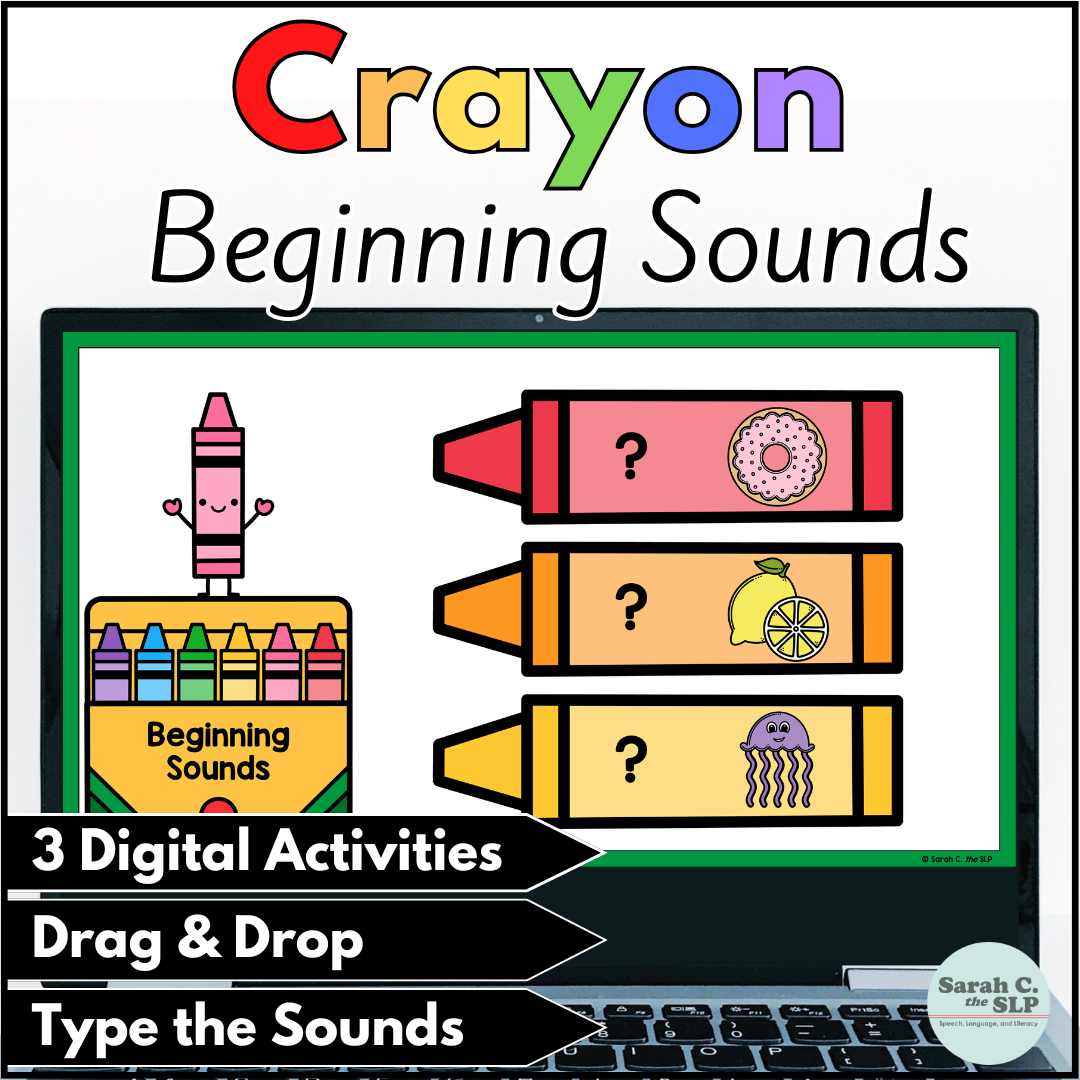 Crayon
Beginning Sounds
?
?
?
Beginning
Sounds
© Sarah C. the SLP
3 Digital Activities
Drag & Drop
Type the Sounds
Sarah C.
the SLP
Speech, Language, and Literacy
PrtSc
U I O P